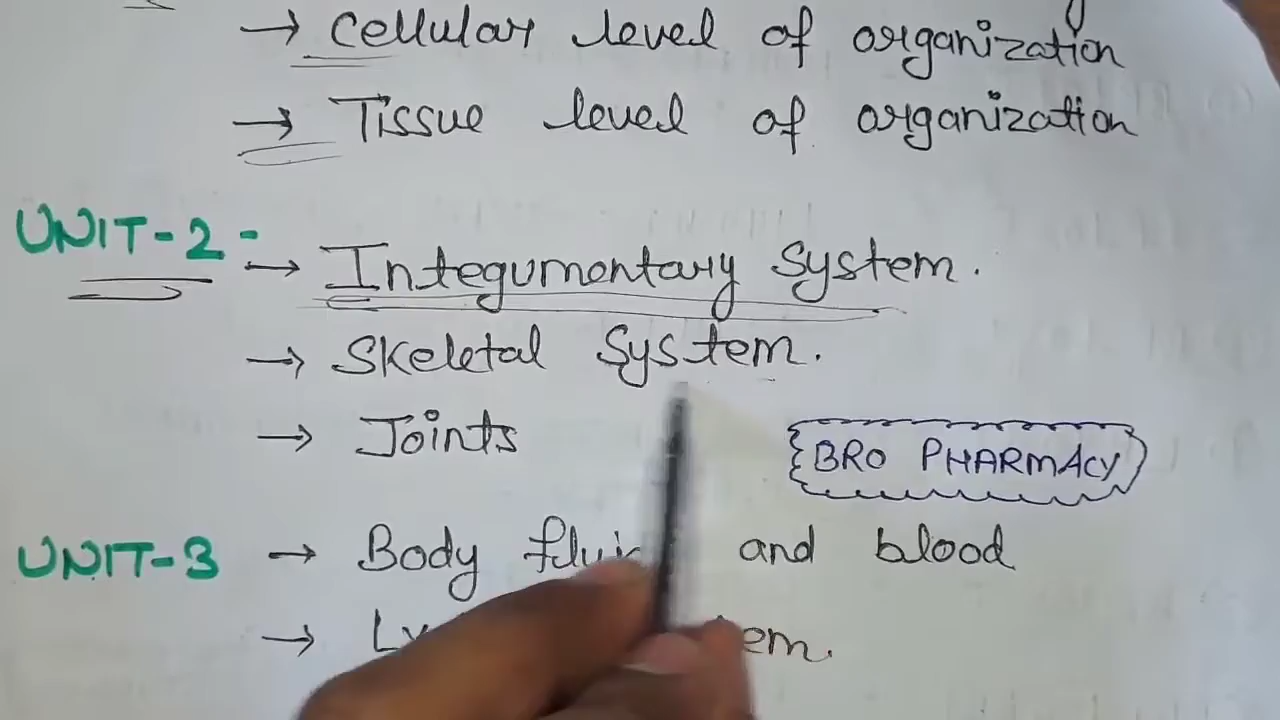 → Cellular level of organization
→ Tissue level of organization
UNIT-2 - → Integumentary System.
→ Skeletal System.
→ Joints
BRO PHARMACY
UNIT-3 → Body and blood
→